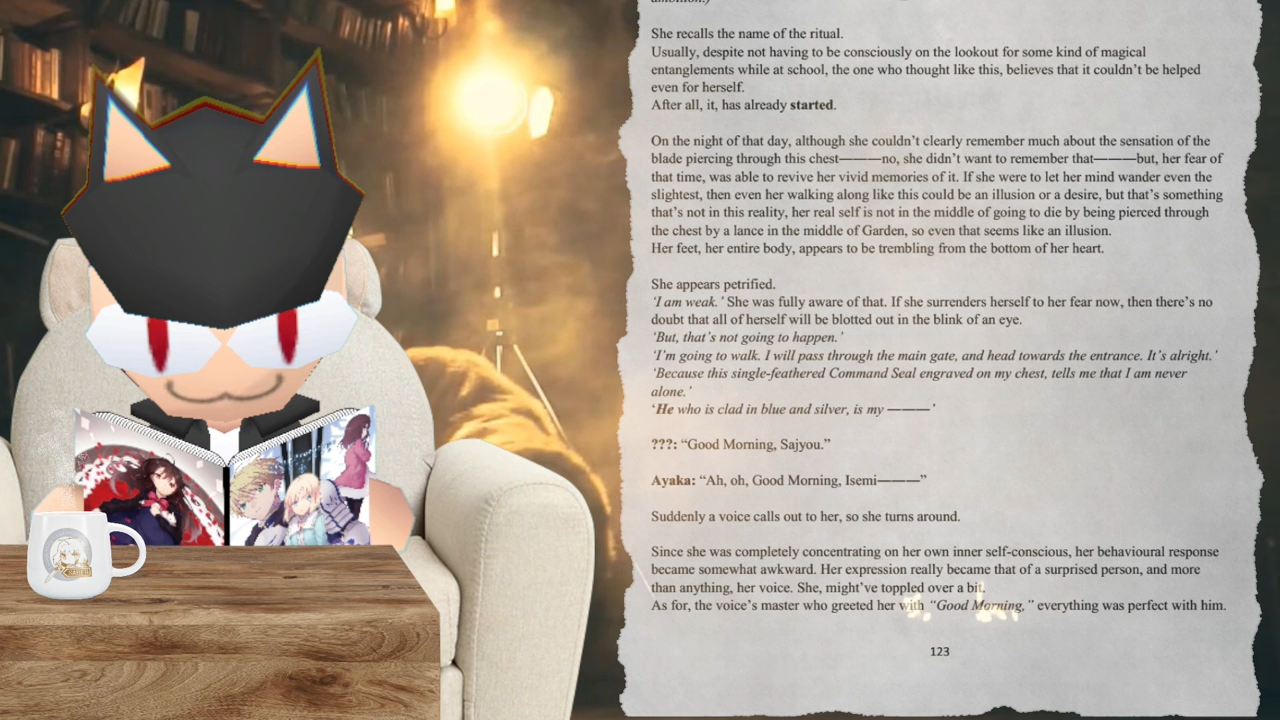 ambition.)
She recalls the name of the ritual.
Usually, despite not having to be consciously on the lookout for some kind of magical
entanglements while at school, the one who thought like this, believes that it couldn't be helped
even for herself.
After all, it, has already started.
On the night of that day, although she couldn't clearly remember much about the sensation of the
blade piercing through this chest———no, she didn't want to remember that———but, her fear of
that time, was able to revive her vivid memories of it. If she were to let her mind wander even the
slightest, then even her walking along like this could be an illusion or a desire, but that's something
that's not in this reality, her real self is not in the middle of going to die by being pierced through
the chest by a lance in the middle of Garden, so even that seems like an illusion.
Her feet, her entire body, appears to be trembling from the bottom of her heart.
She appears petrified.
'I am weak.' She was fully aware of that. If she surrenders herself to her fear now, then there's no
doubt that all of herself will be blotted out in the blink of an eye.
'But, that's not going to happen.'
'I'm going to walk. I will pass through the main gate, and head towards the entrance. It's alright.'
'Because this single-feathered Command Seal engraved on my chest, tells me that I am never
alone.'
'He who is clad in blue and silver, is my ———'
???: "Good Morning, Sajyou."
Ayaka: "Ah, oh, Good Morning, Isemi———"
Suddenly a voice calls out to her, so she turns around.
Since she was completely concentrating on her own inner self-conscious, her behavioural response
became somewhat awkward. Her expression really became that of a surprised person, and more
than anything, her voice. She, might've toppled over a bit.
As for, the voice's master who greeted her with "Good Morning," everything was perfect with him.
123